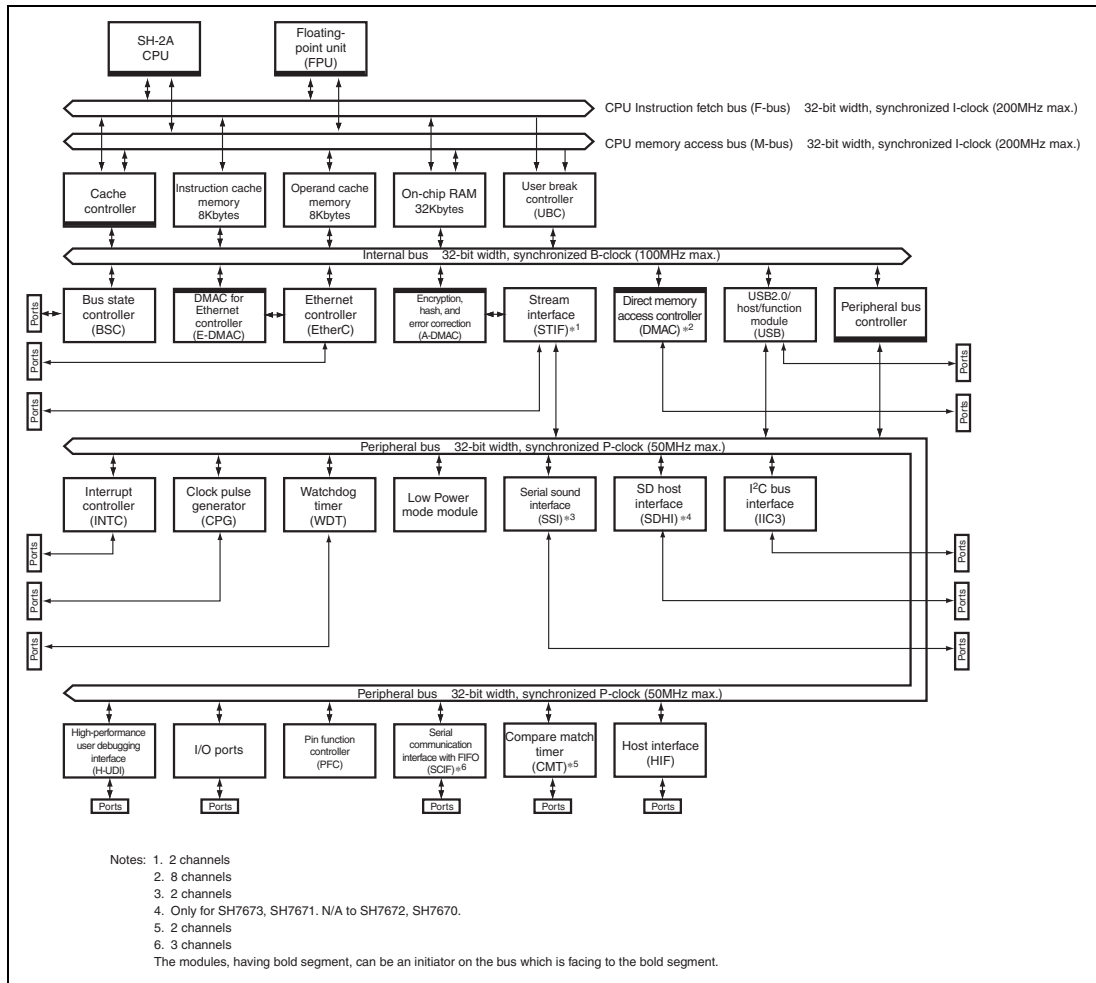 SH-2A
CPU
Floating-
point unit
(FPU)
CPU Instruction fetch bus (F-bus) 32-bit width, synchronized I-clock (200MHz max.)
CPU memory access bus (M-bus) 32-bit width, synchronized I-clock (200MHz max.)
Cache
controller
Instruction cache
memory
8Kbytes
Operand cache
memory
8Kbytes
On-chip RAM
32Kbytes
User break
controller
(UBC)
Internal bus 32-bit width, synchronized B-clock (100MHz max.)
Ports
Bus state
controller
(BSC)
DMAC for
Ethernet
controller
(E-DMAC)
Ethernet
controller
(EtherC)
Encryption,
hash, and
error correction
(A-DMAC)
Stream
interface
(STIF)*1
Direct memory
access controller
(DMAC)*2
USB2.0/
host/function
module
(USB)
Peripheral bus
controller
Ports
Ports
Ports
Ports
Peripheral bus 32-bit width, synchronized P-clock (50MHz max.)
Interrupt
controller
(INTC)
Clock pulse
generator
(CPG)
Watchdog
timer
(WDT)
Low Power
mode module
Serial sound
interface
(SSI)*3
SD host
interface
(SDHI)*4
I²C bus
interface
(IIC3)
Ports
Ports
Ports
Ports
Ports
Ports
Peripheral bus 32-bit width, synchronized P-clock (50MHz max.)
High-performance
user debugging
interface
(H-UDI)
I/O ports
Pin function
controller
(PFC)
Serial
communication
interface with FIFO
(SCIF)*6
Compare match
timer
(CMT)*5
Host interface
(HIF)
Ports
Ports
Ports
Ports
Ports
Notes: 1. 2 channels
2. 8 channels
3. 2 channels
4. Only for SH7673, SH7671. N/A to SH7672, SH7670.
5. 2 channels
6. 3 channels
The modules, having bold segment, can be an initiator on the bus which is facing to the bold segment.